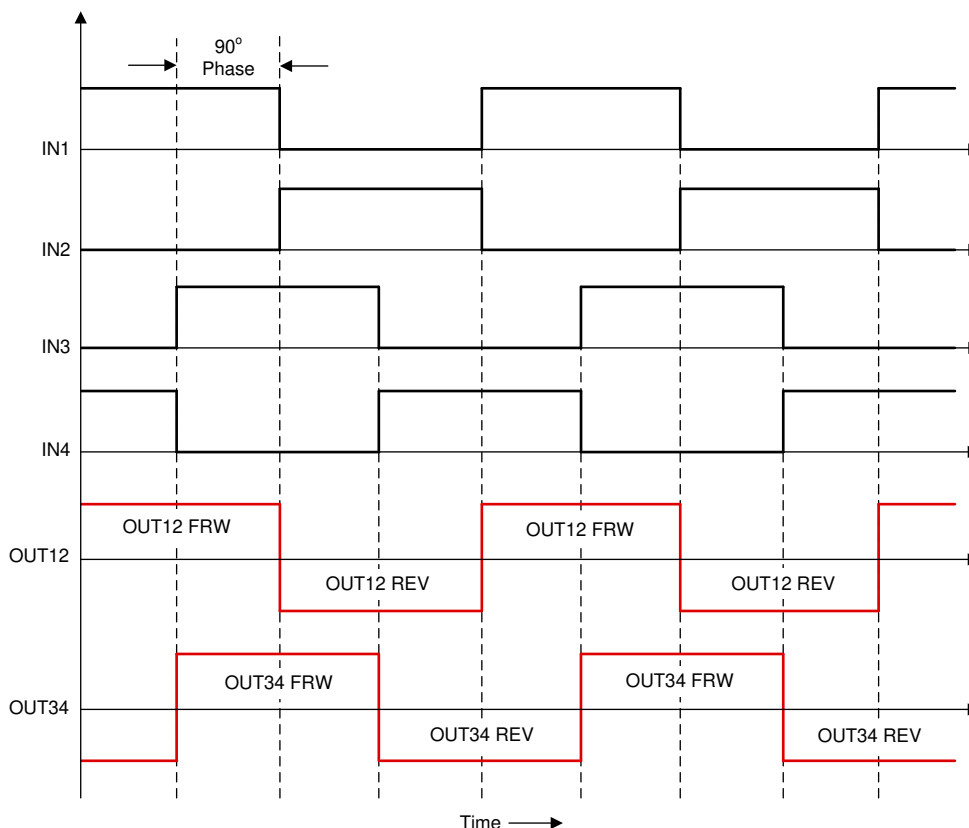 90°
Phase
IN1
IN2
IN3
IN4
OUT12 FRW
OUT12 FRW
OUT12
OUT12 REV
OUT12 REV
OUT34 FRW
OUT34 FRW
OUT34
OUT34 REV
OUT34 REV
Time